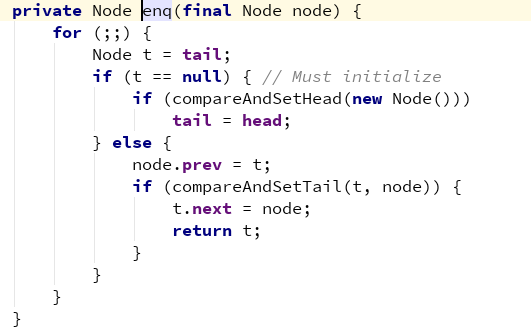 private Node enq(final Node node) {
    for (;;) {
        Node t = tail;
        if (t == null) { // Must initialize
            if (compareAndSetHead(new Node()))
                tail = head;
        } else {
            node.prev = t;
            if (compareAndSetTail(t, node)) {
                t.next = node;
                return t;
            }
        }
    }
}